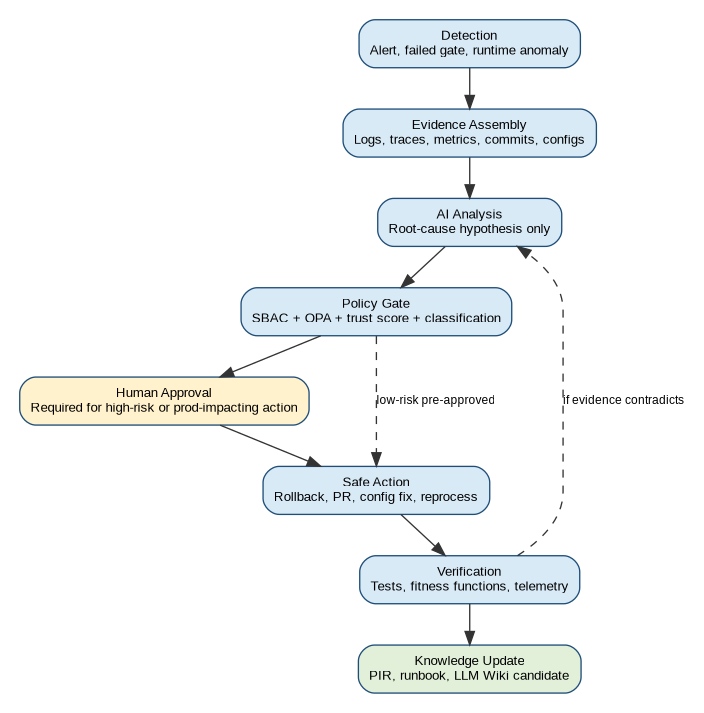 Detection
Alert, failed gate, runtime anomaly
Evidence Assembly
Logs, traces, metrics, commits, configs
AI Analysis
Root-cause hypothesis only
Policy Gate
SBAC + OPA + trust score + classification
Human Approval
Required for high-risk or prod-impacting action
low-risk pre-approved
if evidence contradicts
Safe Action
Rollback, PR, config fix, reprocess
Verification
Tests, fitness functions, telemetry
Knowledge Update
PIR, runbook, LLM Wiki candidate